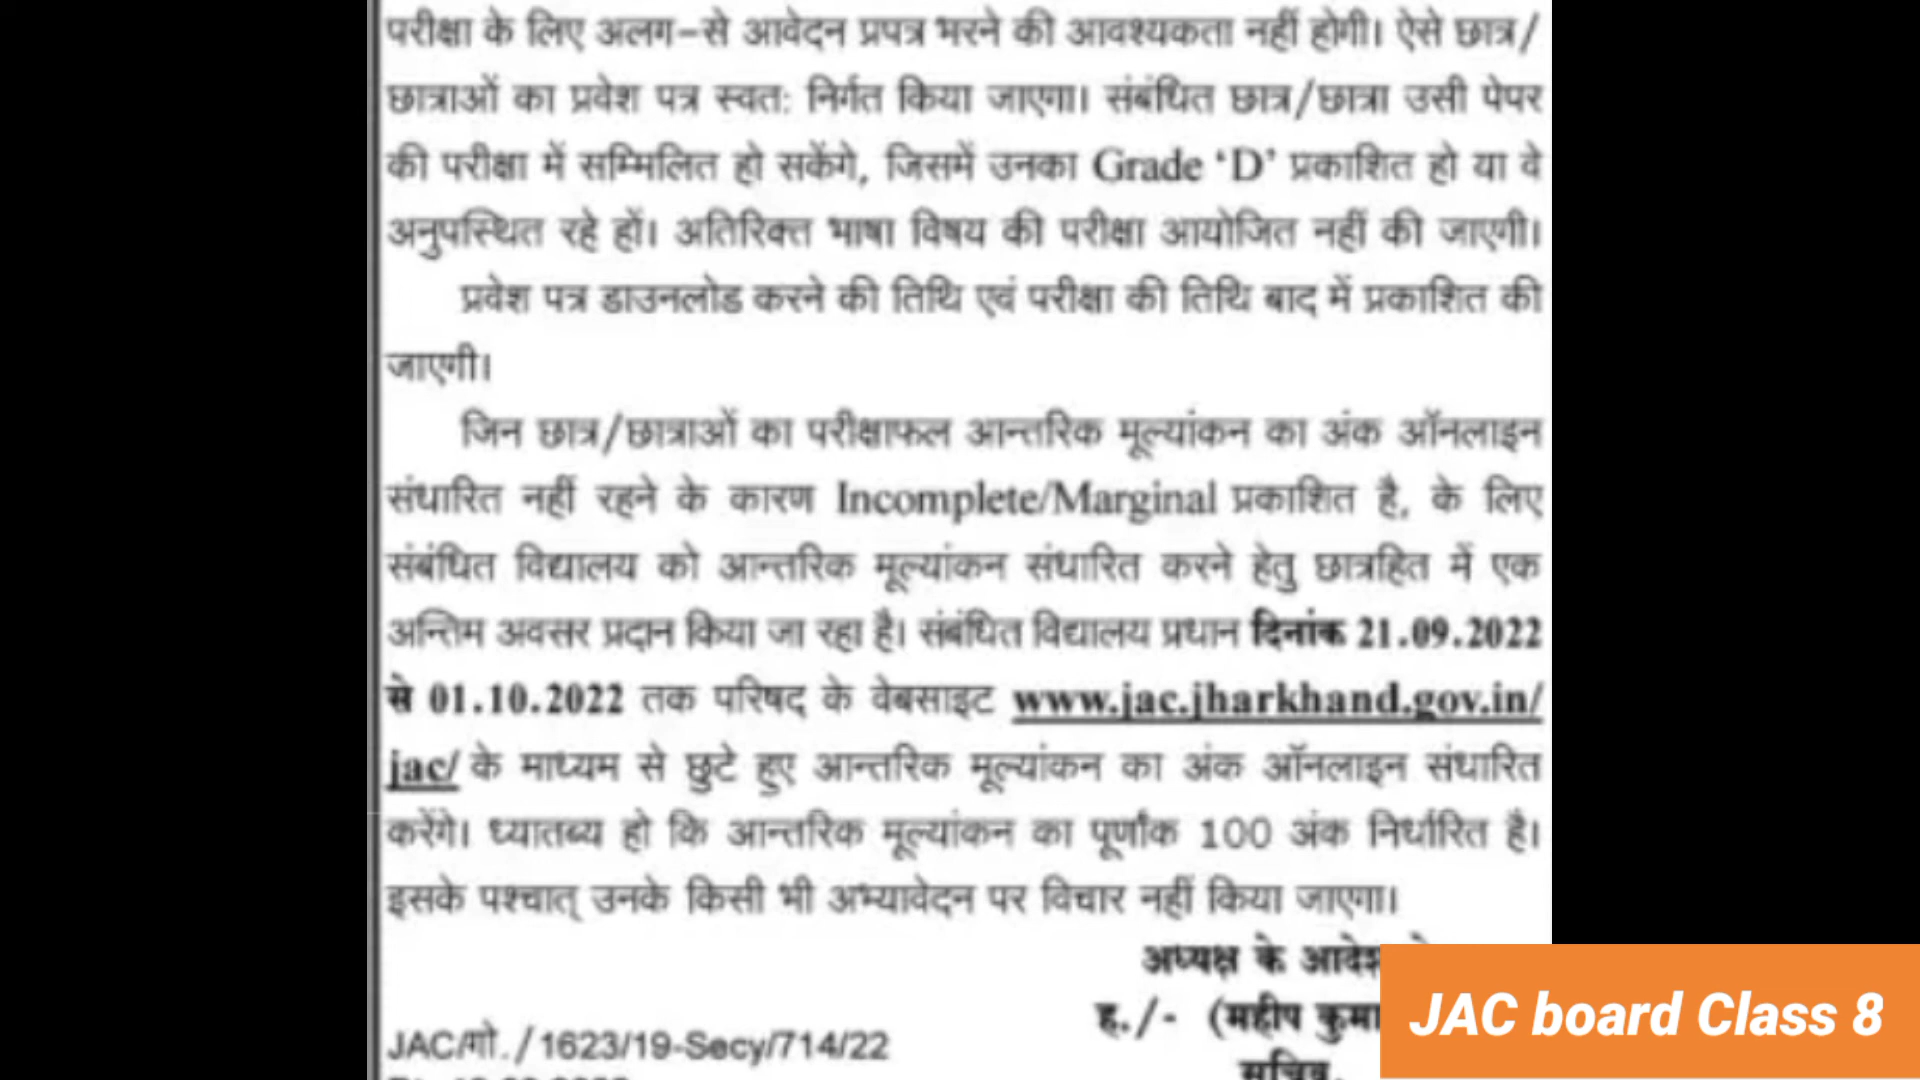 परीक्षा के लिए अलग-से आवेदन प्रपत्र भरने की आवश्यकता नहीं होगी। ऐसे छात्र/
छात्राओं का प्रवेश पत्र स्वत: निर्गत किया जाएगा। संबंधित छात्र/छात्रा उसी पेपर
की परीक्षा में सम्मिलित हो सकेंगे, जिसमें उनका Grade ‘D’ प्रकाशित हो या वे
अनुपस्थित रहे हों। अतिरिक्त भाषा विषय की परीक्षा आयोजित नहीं की जाएगी।
प्रवेश पत्र डाउनलोड करने की तिथि एवं परीक्षा की तिथि बाद में प्रकाशित की
जाएगी।
जिन छात्र/छात्राओं का परीक्षाफल आन्तरिक मूल्यांकन का अंक ऑनलाइन
संधारित नहीं रहने के कारण Incomplete/Marginal प्रकाशित है, के लिए
संबंधित विद्यालय को आन्तरिक मूल्यांकन संधारित करने हेतु छात्रहित में एक
अन्तिम अवसर प्रदान किया जा रहा है। संबंधित विद्यालय प्रधान दिनांक 21.09.2022
से 01.10.2022 तक परिषद के वेबसाइट www.jac.jharkhand.gov.in/
jac/ के माध्यम से छुटे हुए आन्तरिक मूल्यांकन का अंक ऑनलाइन संधारित
करेंगे। ध्यातब्य हो कि आन्तरिक मूल्यांकन का पूर्णांक 100 अंक निर्धारित है।
इसके पश्चात् उनके किसी भी अभ्यावेदन पर विचार नहीं किया जाएगा।
अध्यक्ष के
ह./- (महीप
JAC/गो./1623/19-Secy/714/22
सचिव,
JAC board Class 8